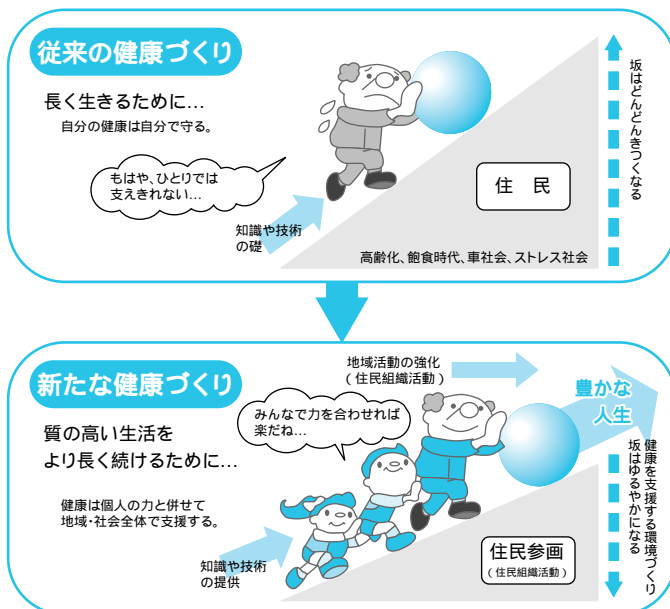 従来の健康づくり
長く生きるために…
自分の健康は自分で守る。
もはや、ひとりでは
支えきれない…
知識や技術
の礎
住　民
高齢化、飽食時代、車社会、ストレス社会
坂はどんどんきつくなる
新たな健康づくり
質の高い生活を
より長く続けるために…
健康は個人の力と併せて
地域・社会全体で支援する。
みんなで力を合わせれば
楽だね…
地域活動の強化
（住民組織活動）
豊かな
人生
知識や技術
の提供
住民参画
（住民組織活動）
健康を支援する環境づくり
坂はゆるやかになる